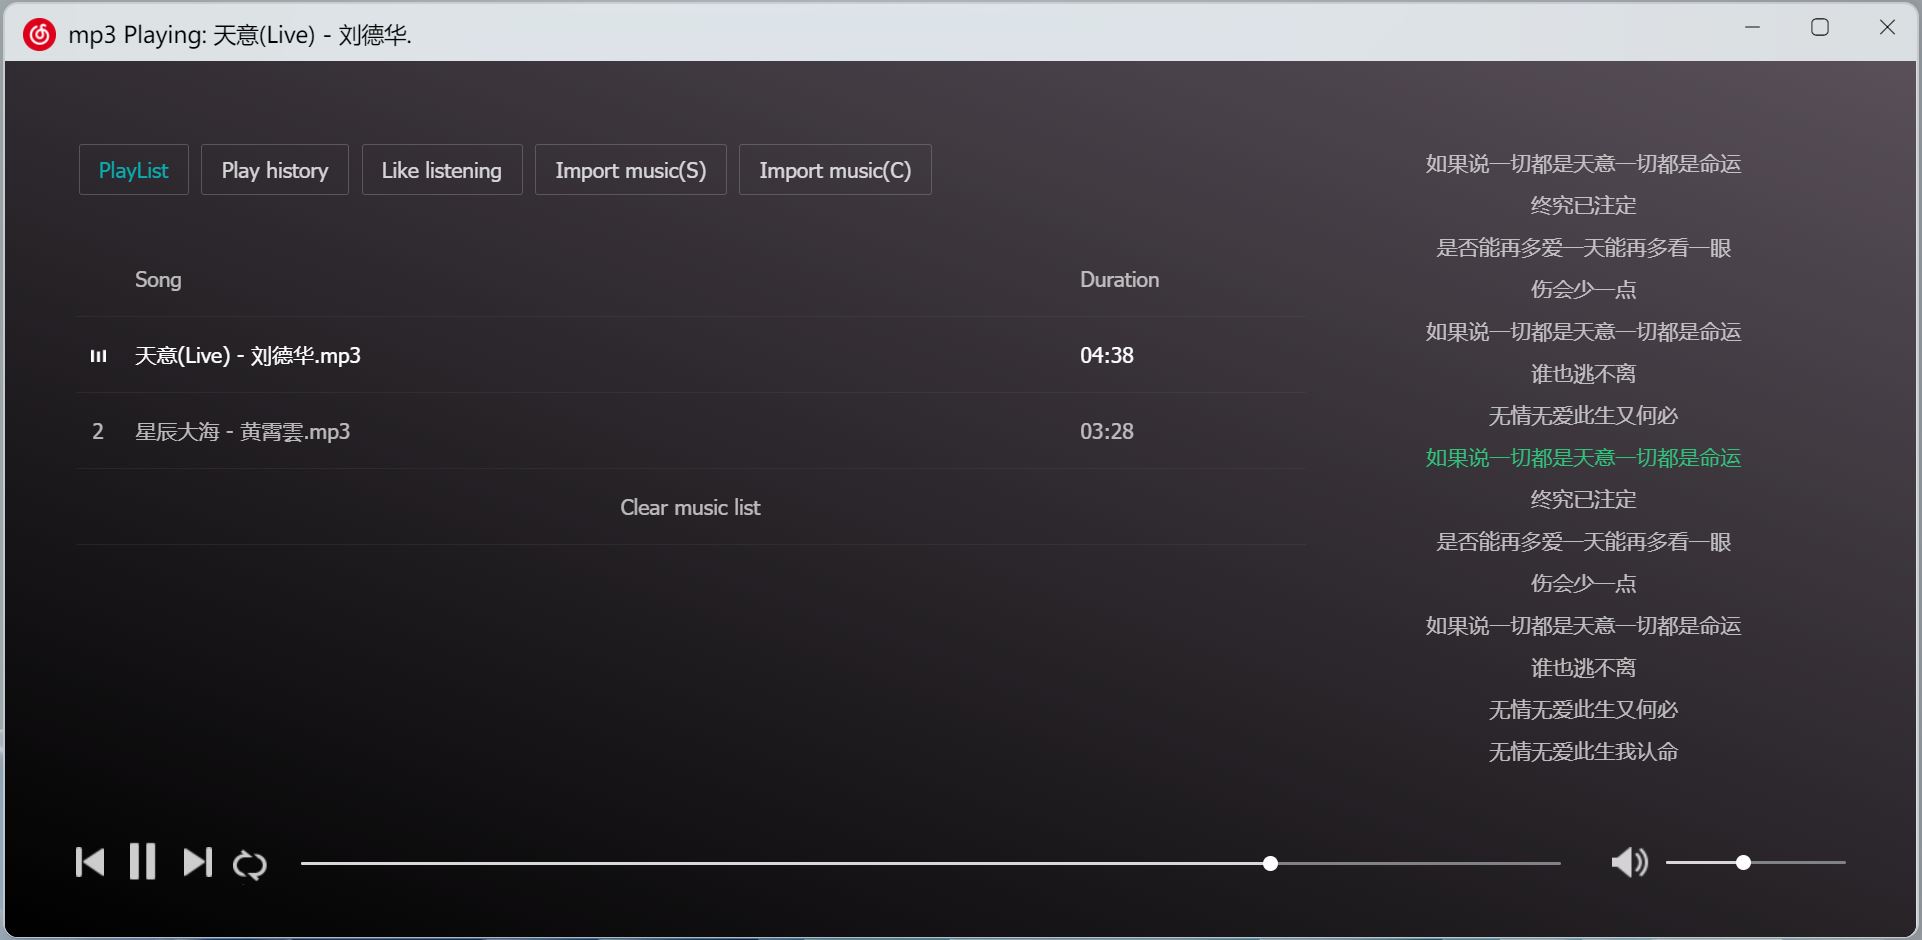 mp3 Playing: 天意(Live) - 刘德华.
PlayList
Play history
Like listening
Import music(S)
Import music(C)
Song Duration
天意(Live) - 刘德华.mp3 04:38
2 星辰大海 - 黄霄雲.mp3 03:28
Clear music list
如果说一切都是天意一切都是命运
终究已注定
是否能再多爱一天能再多看一眼
伤会少一点
如果说一切都是天意一切都是命运
谁也逃不离
无情无爱此生又何必
如果说一切都是天意一切都是命运
终究已注定
是否能再多爱一天能再多看一眼
伤会少一点
如果说一切都是天意一切都是命运
谁也逃不离
无情无爱此生又何必
无情无爱此生我认命